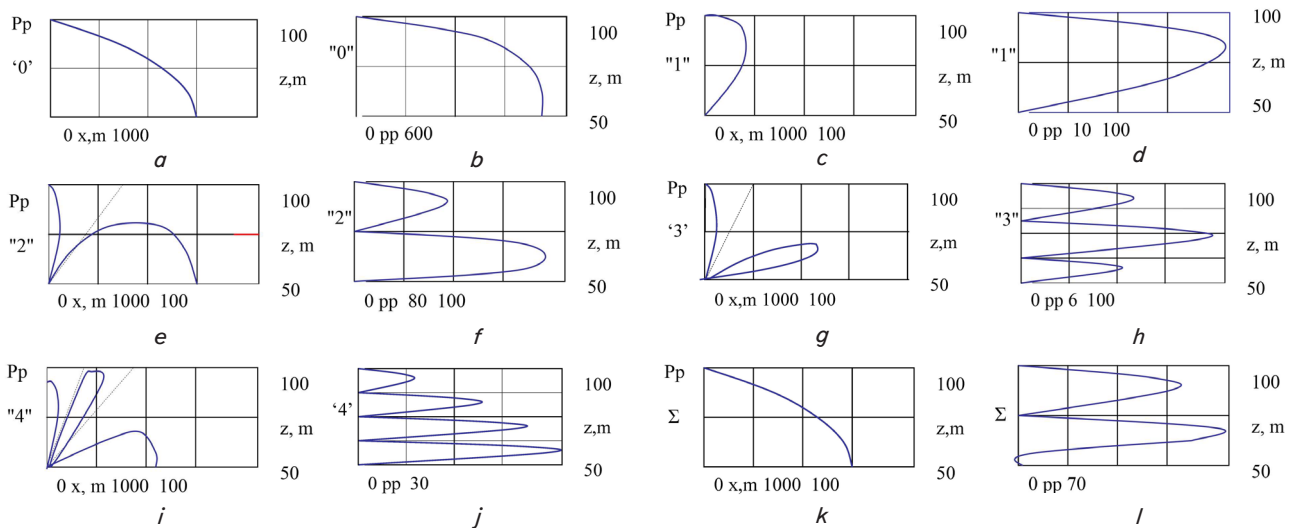 Pp
‘0’
100
z,m
0 x,m 1000
a
"0"
100
z, m
50
0 pp 600
b
Pp
"1"
100
z, m
50
0 x, m 1000 100
c
"1"
100
z, m
50
0 pp 10 100
d
Pp
"2"
100
z, m
50
0 x, m 1000 100
e
"2"
100
z, m
50
0 pp 80 100
f
Pp
‘3’
100
z,m
50
0 x,m 1000 100
g
"3"
100
z, m
50
0 pp 6 100
h
Pp
"4"
100
z, m
50
0 x,m 1000 100
i
‘4’
100
z,m
50
0 pp 30
j
Pp
Σ
100
z, m
50
0 x,m 1000 100
k
Σ
100
z, m
50
0 pp 70
l